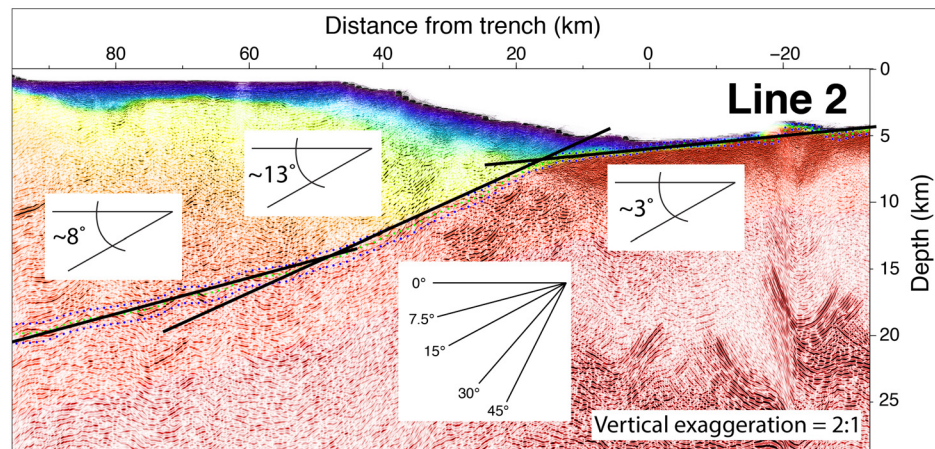 Distance from trench (km)
80 60 40 20 0 −20
0
Line 2
5
~13°
~8°
~3°
10
Depth (km)
15
0°
7.5°
15°
30°
45°
20
25
Vertical exaggeration = 2:1